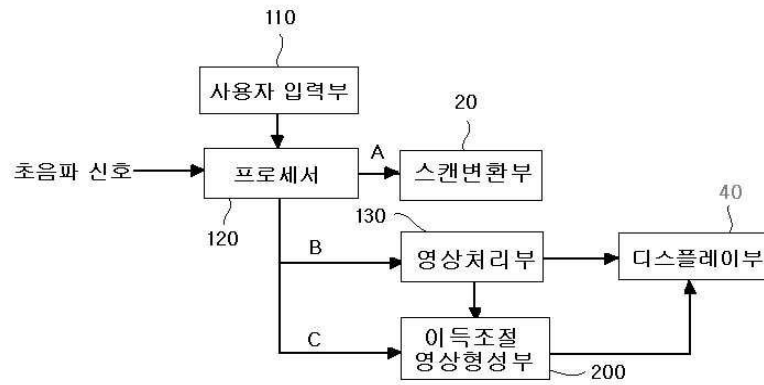 110
사용자 입력부
20
A
초음파 신호
프로세서
스캔변환부
120
130
40
B
영상처리부
디스플레이부
C
이득조절
영상형성부
200